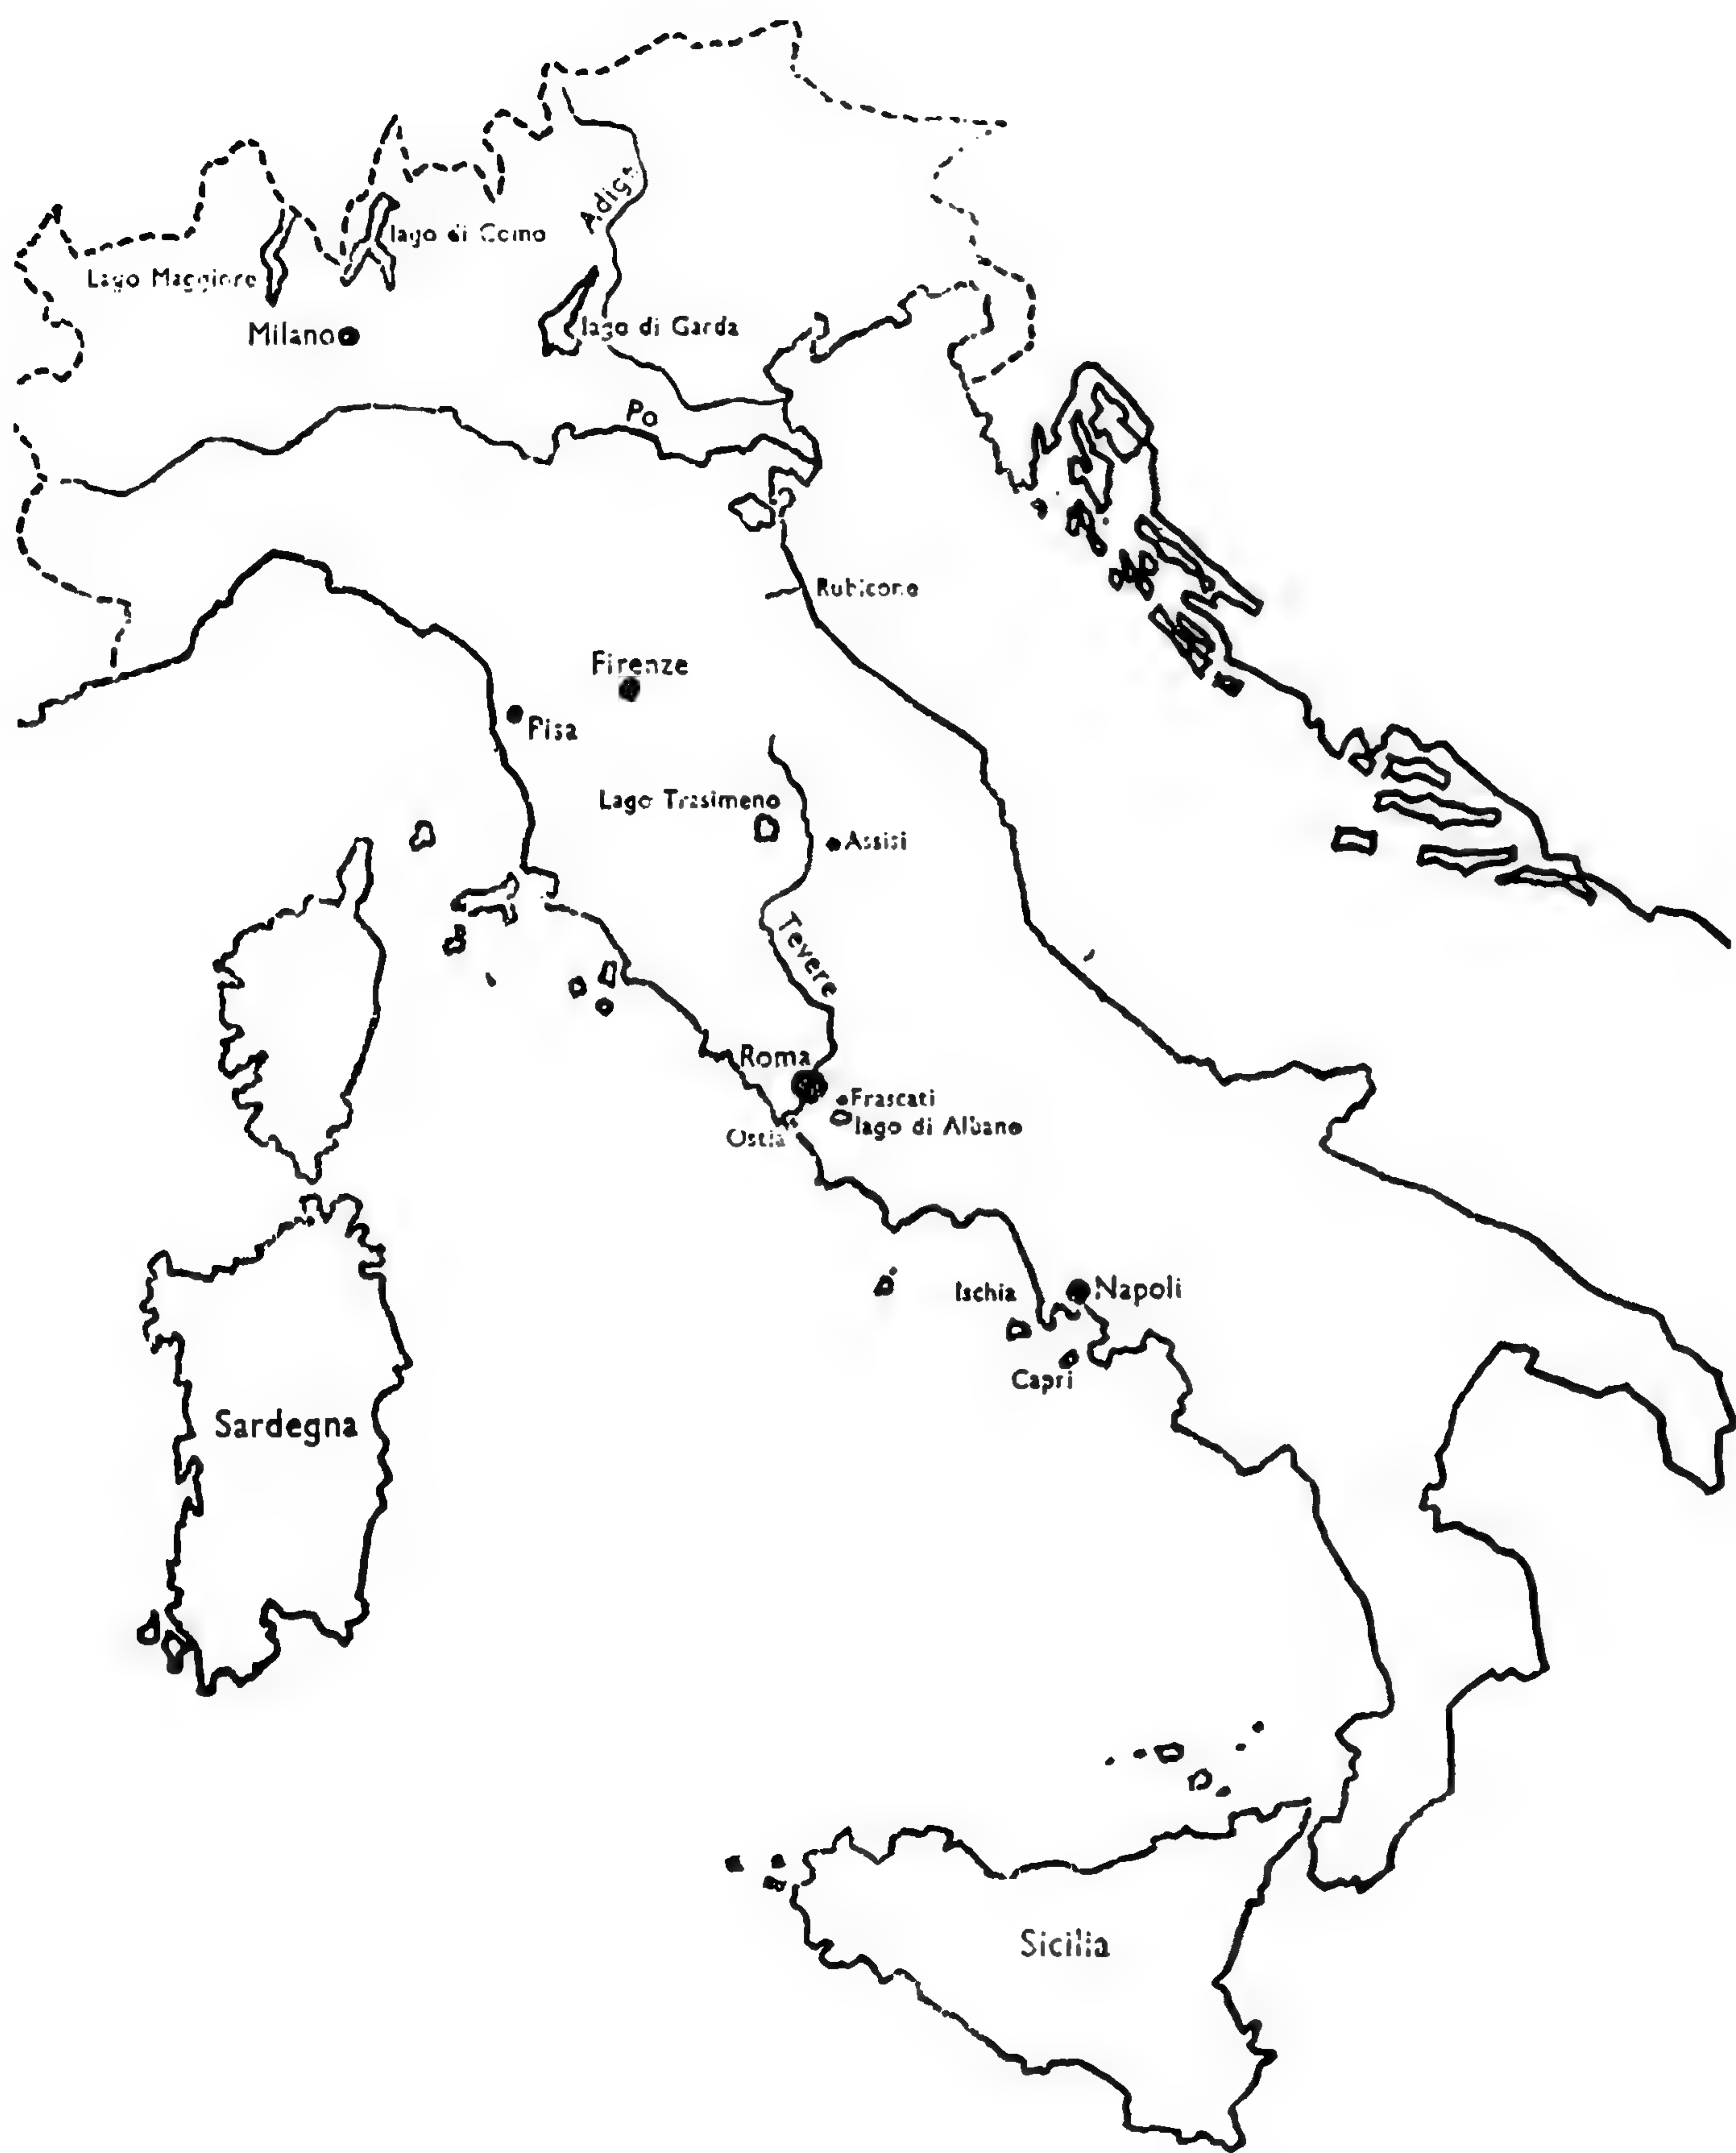 Adige
lago di Como
Lago Maggiore
Milano
lago di Garda
Po
Rubicone
Firenze
Pisa
Lago Trasimeno
Assisi
Tevere
Roma
Frascati
lago di Albano
Ostia
Ischia
Napoli
Capri
Sardegna
Sicilia